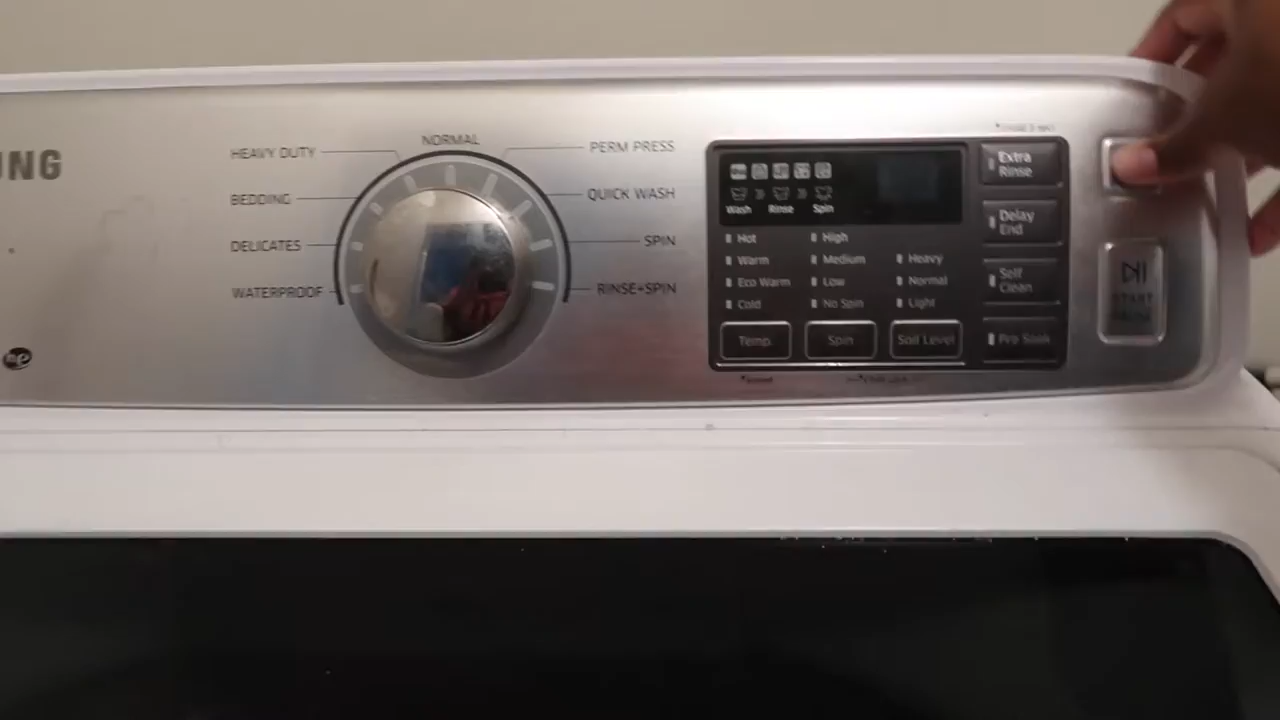 UNG
HEAVY DUTY
BEDDING
DELICATES
WATERPROOF
NORMAL
PERM PRESS
QUICK WASH
SPIN
RINSE+SPIN
Wash Rinse Spin
Hot High
Warm Medium Heavy
Eco Warm Low Normal
Cold No Spin Light
Temp. Spin Soil Level
Extra
Rinse
Delay
End
Self
Clean
Pro Soak
START